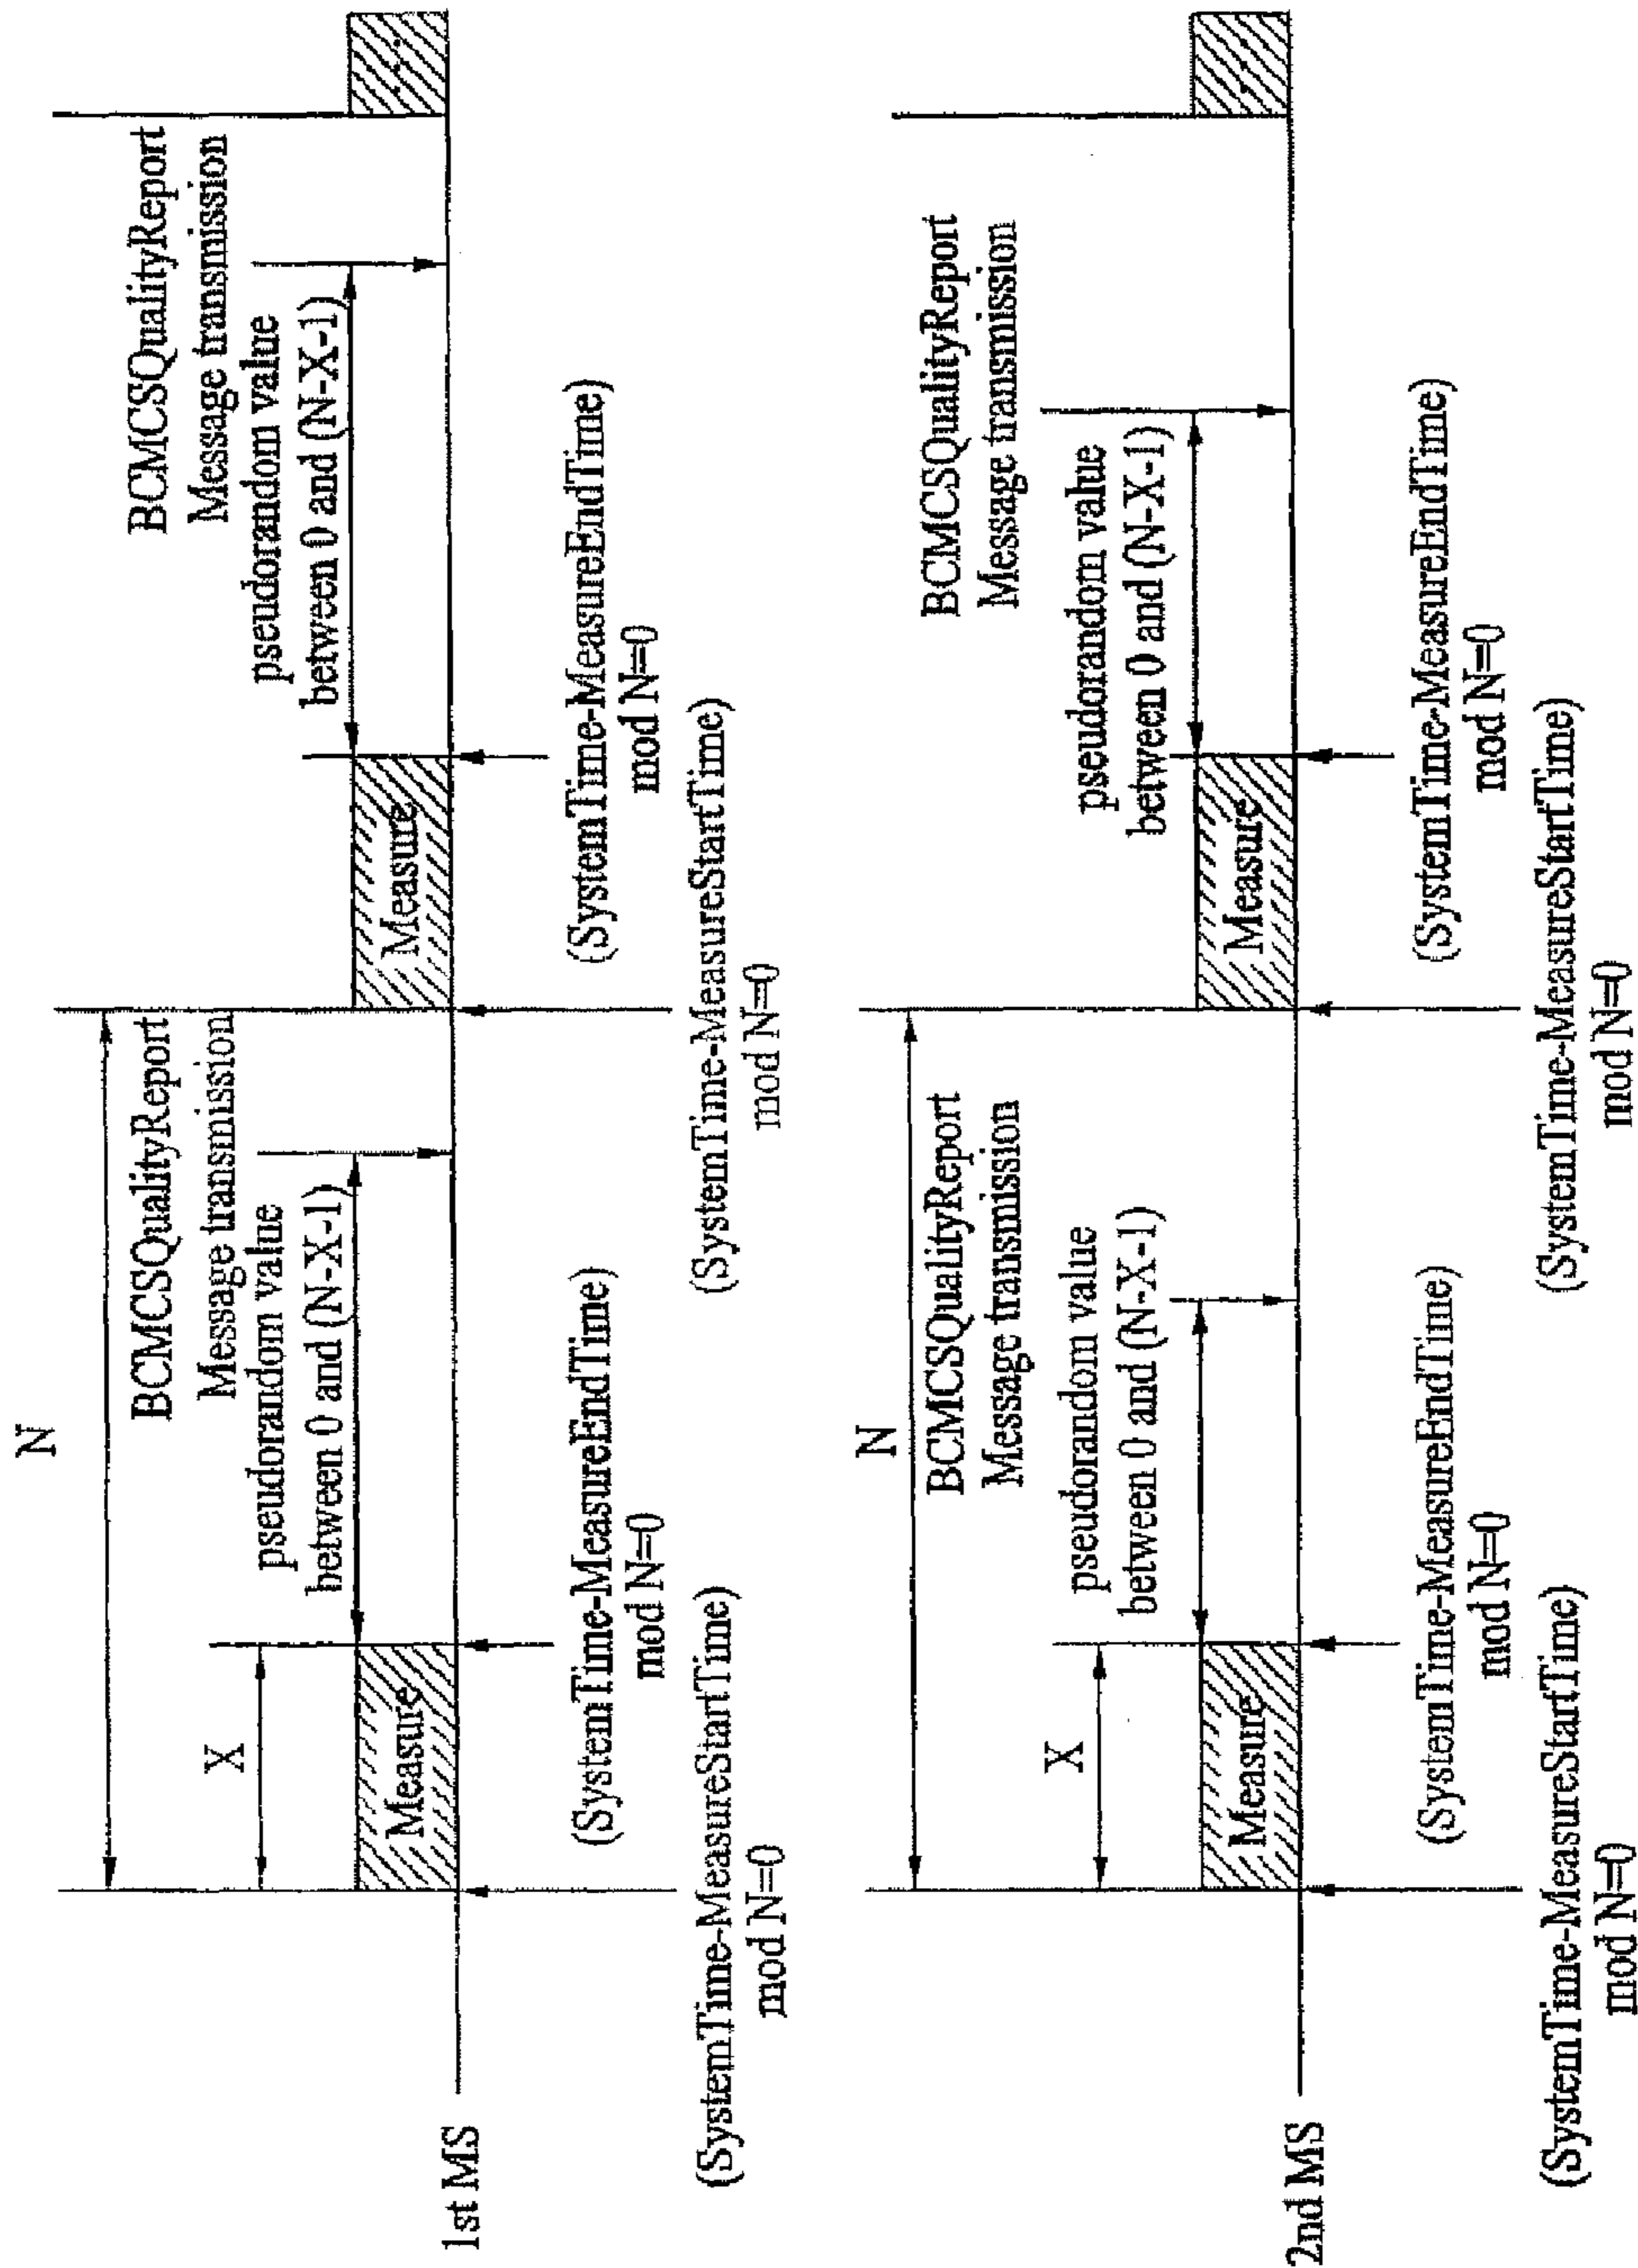 N
BCMCSQualityReport
Message transmission
pseudorandom value
between 0 and (N-X-1)
BCMCSQualityReport
Message transmission
pseudorandom value
between 0 and (N-X-1)
X
Measure
Measure
1st MS
(SystemTime-MeasureEndTime)
mod N=0
(SystemTime-MeasureEndTime)
mod N=0
(SystemTime-MeasureStartTime)
mod N=0
(SystemTime-MeasureStartTime)
mod N=0
N
BCMCSQualityReport
Message transmission
pseudorandom value
between 0 and (N-X-1)
BCMCSQualityReport
Message transmission
pseudorandom value
between 0 and (N-X-1)
X
Measure
Measure
2nd MS
(SystemTime-MeasureEndTime)
mod N=0
(SystemTime-MeasureEndTime)
mod N=0
(SystemTime-MeasureStartTime)
mod N=0
(SystemTime-MeasureStartTime)
mod N=0